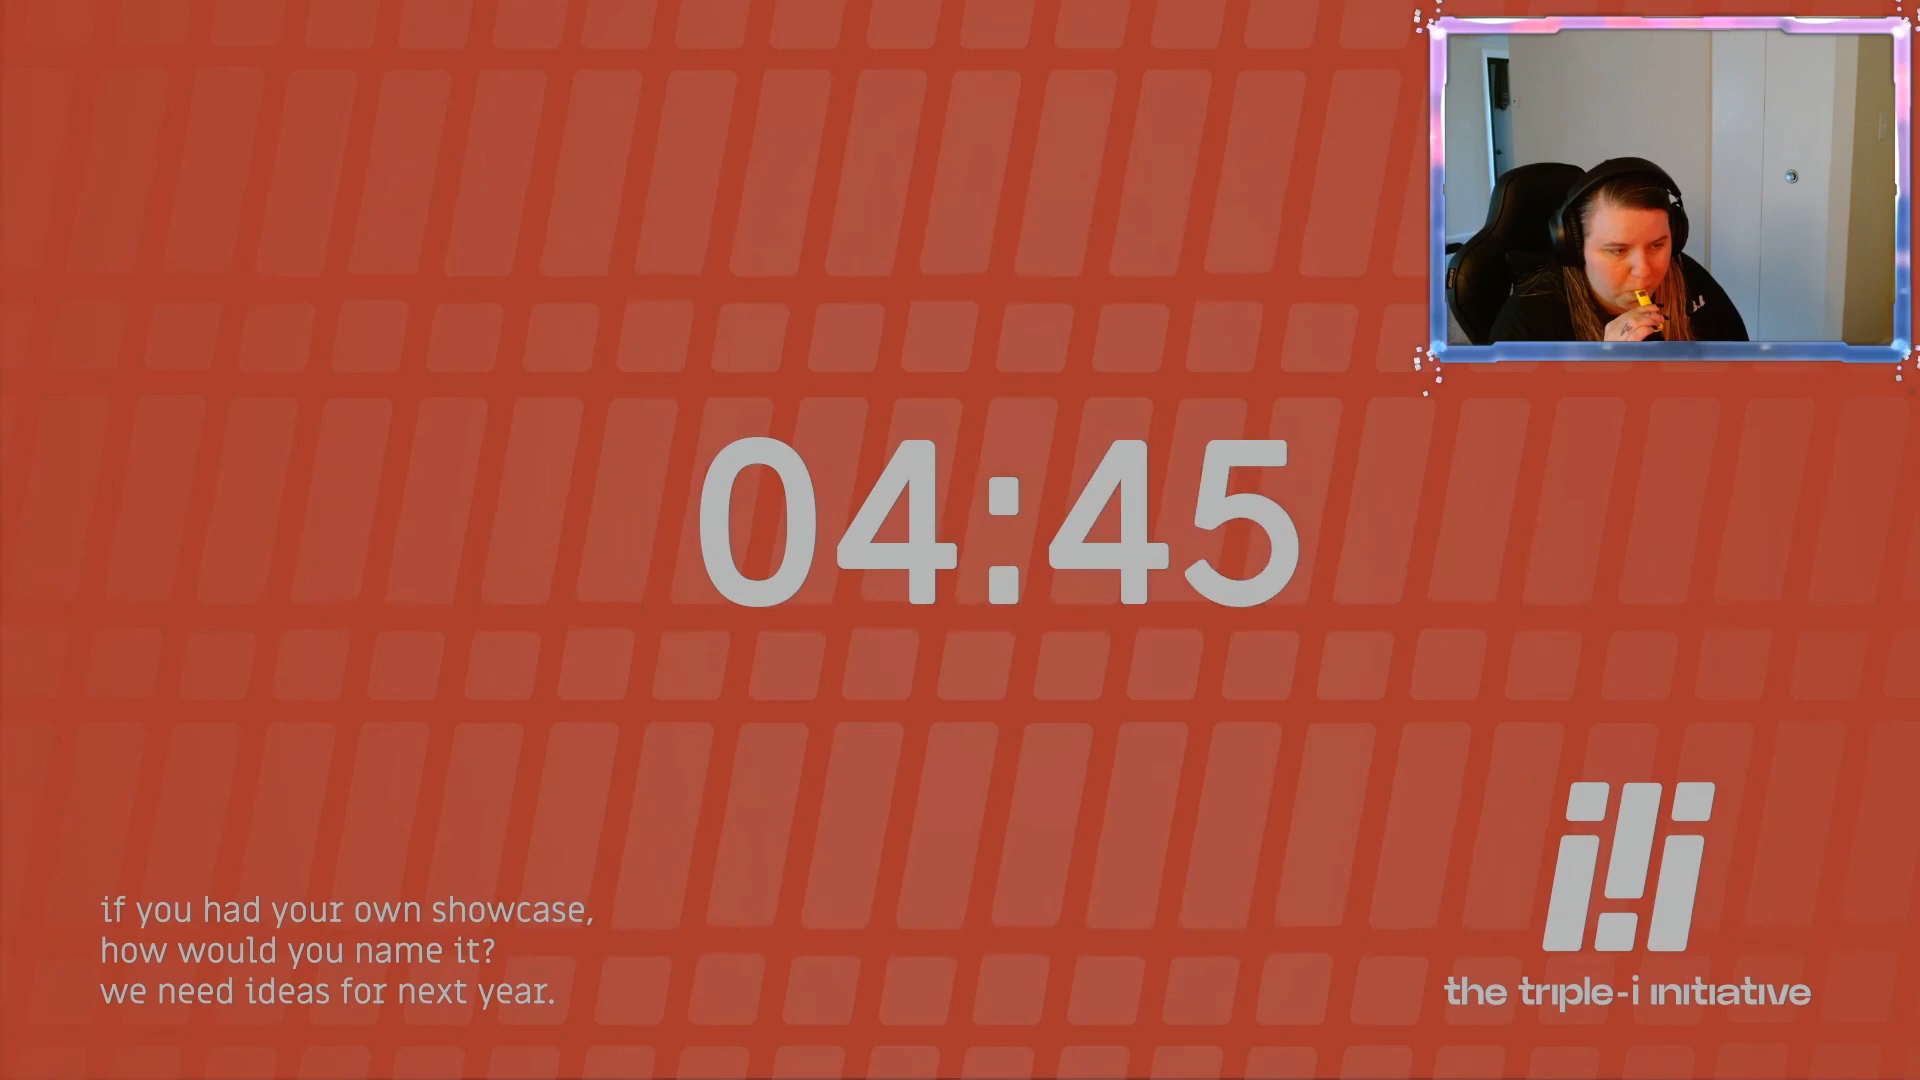 04:45
if you had your own showcase,
how would you name it?
we need ideas for next year.
the triple-i initiative